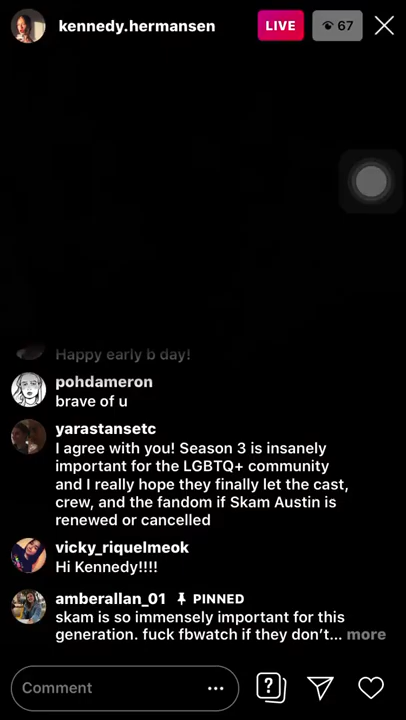 kennedy.hermansen LIVE 67
Happy early b day!
pohdameron
brave of u
yarastansetc
I agree with you! Season 3 is insanely
important for the LGBTQ+ community
and I really hope they finally let the cast,
crew, and the fandom if Skam Austin is
renewed or cancelled
vicky_riquelmeok
Hi Kennedy!!!!
amberallan_01 PINNED
skam is so immensely important for this
generation. fuck fbwatch if they don't... more
Comment